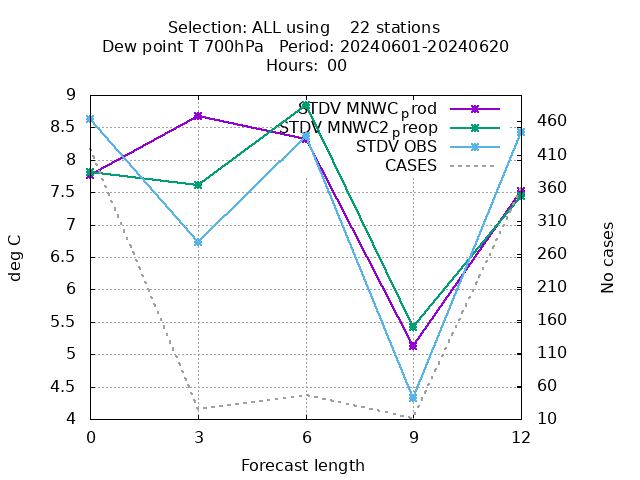 Selection: ALL using 22 stations
Dew point T 700hPa Period: 20240601-20240620
Hours: 00
STDV MNWC_prod
STDV MNWC2_preop
STDV OBS
CASES
9
8.5
8
7.5
7
6.5
6
5.5
5
4.5
4
deg C
460
410
360
310
260
210
160
110
60
10
No cases
0 3 6 9 12
Forecast length